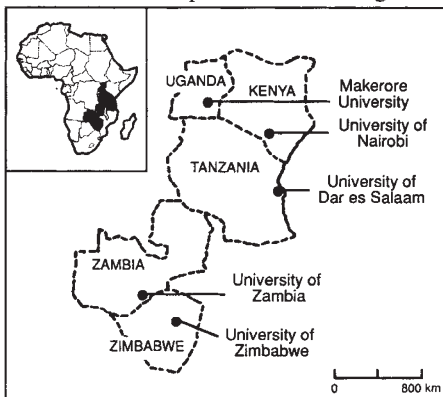 UGANDA
KENYA
Makerore
University
University of
Nairobi
TANZANIA
University of
Dar es Salaam
ZAMBIA
University of
Zambia
University of
Zimbabwe
ZIMBABWE
0 800 km